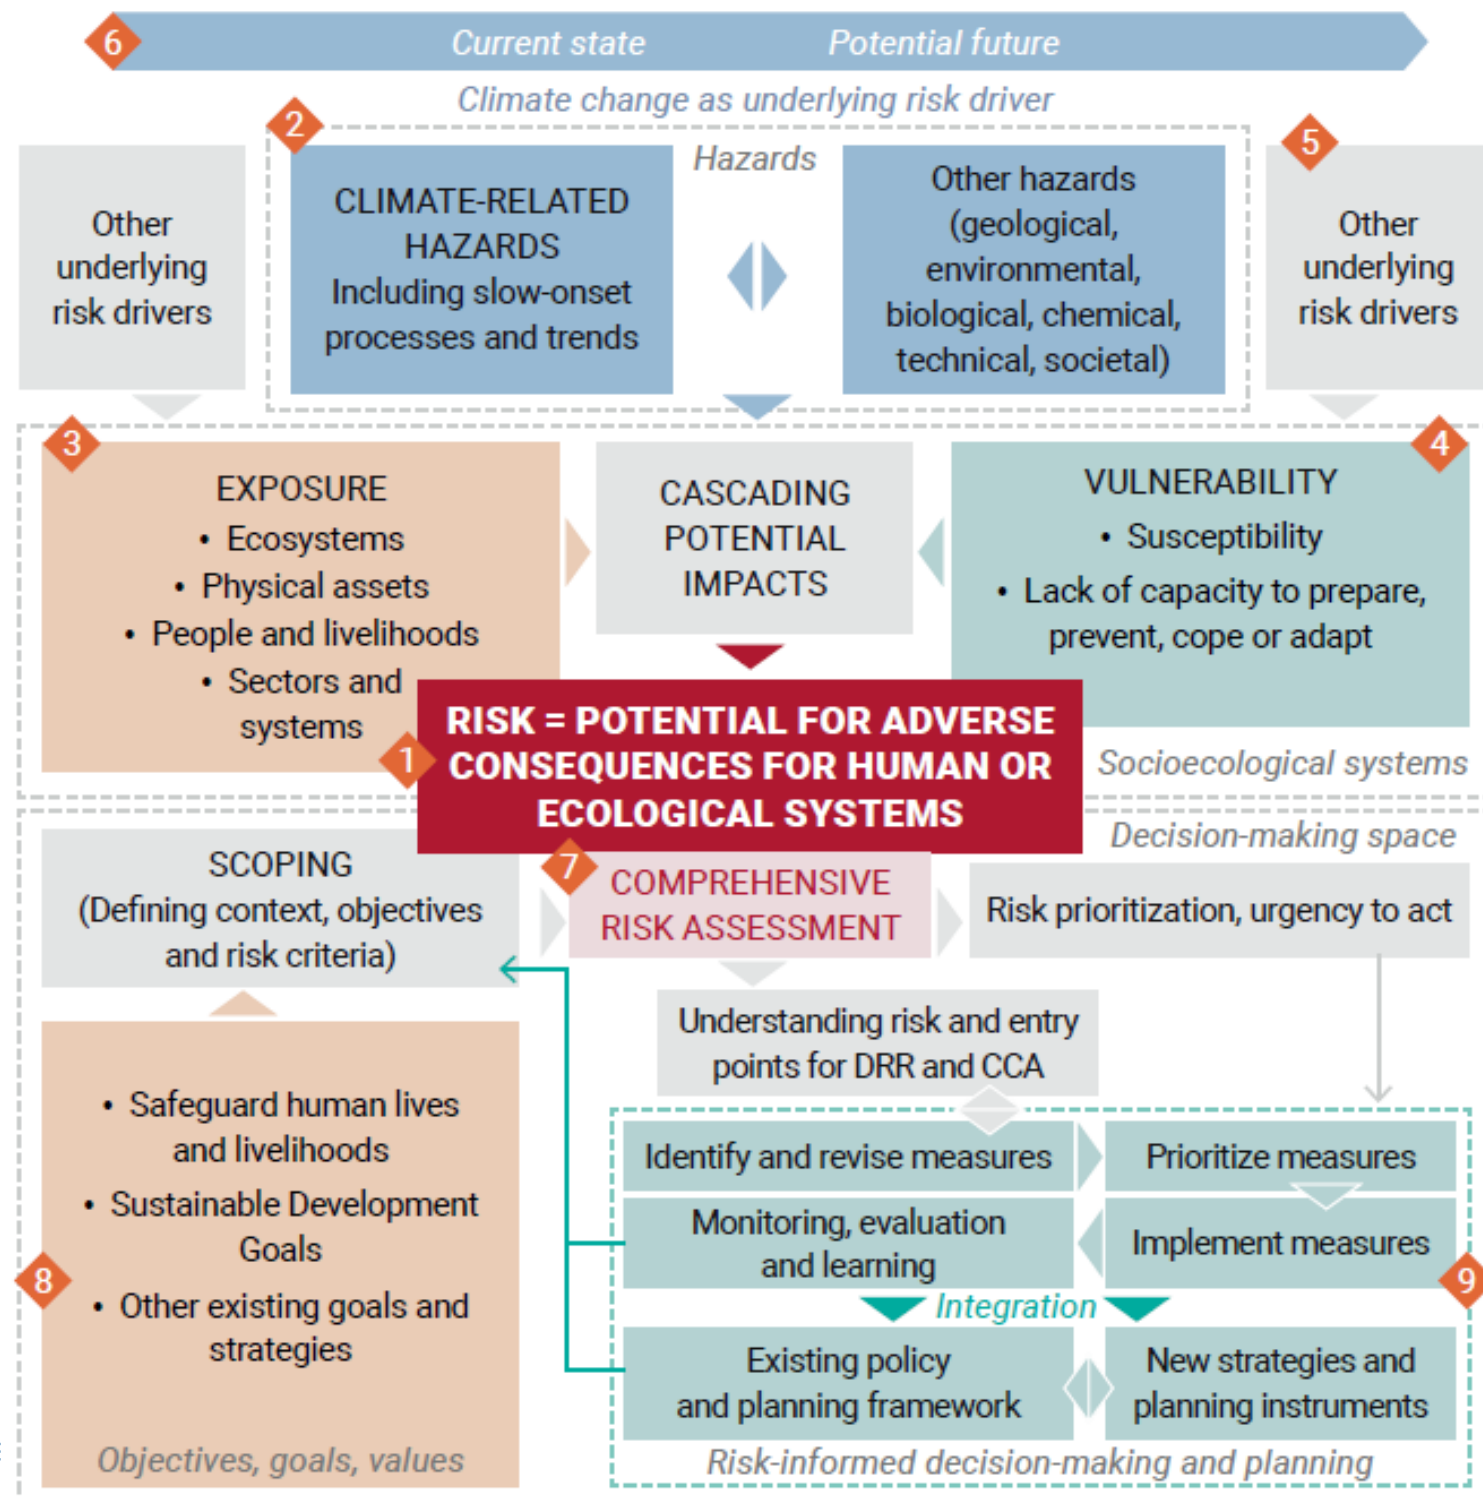 6
Current state
Potential future
Climate change as underlying risk driver
2
Hazards
5
Other
underlying
risk drivers
CLIMATE-RELATED
HAZARDS
Including slow-onset
processes and trends
Other hazards
(geological,
environmental,
biological, chemical,
technical, societal)
Other
underlying
risk drivers
3
EXPOSURE
• Ecosystems
• Physical assets
• People and livelihoods
• Sectors and
systems
CASCADING
POTENTIAL
IMPACTS
4
VULNERABILITY
• Susceptibility
• Lack of capacity to prepare,
prevent, cope or adapt
1
RISK = POTENTIAL FOR ADVERSE
CONSEQUENCES FOR HUMAN OR
ECOLOGICAL SYSTEMS
Socioecological systems
Decision-making space
SCOPING
(Defining context, objectives
and risk criteria)
7
COMPREHENSIVE
RISK ASSESSMENT
Risk prioritization, urgency to act
Understanding risk and entry
points for DRR and CCA
8
• Safeguard human lives
and livelihoods
• Sustainable Development
Goals
• Other existing goals and
strategies
Objectives, goals, values
Identify and revise measures
Prioritize measures
Monitoring, evaluation
and learning
Implement measures
9
Integration
Existing policy
and planning framework
New strategies and
planning instruments
Risk-informed decision-making and planning